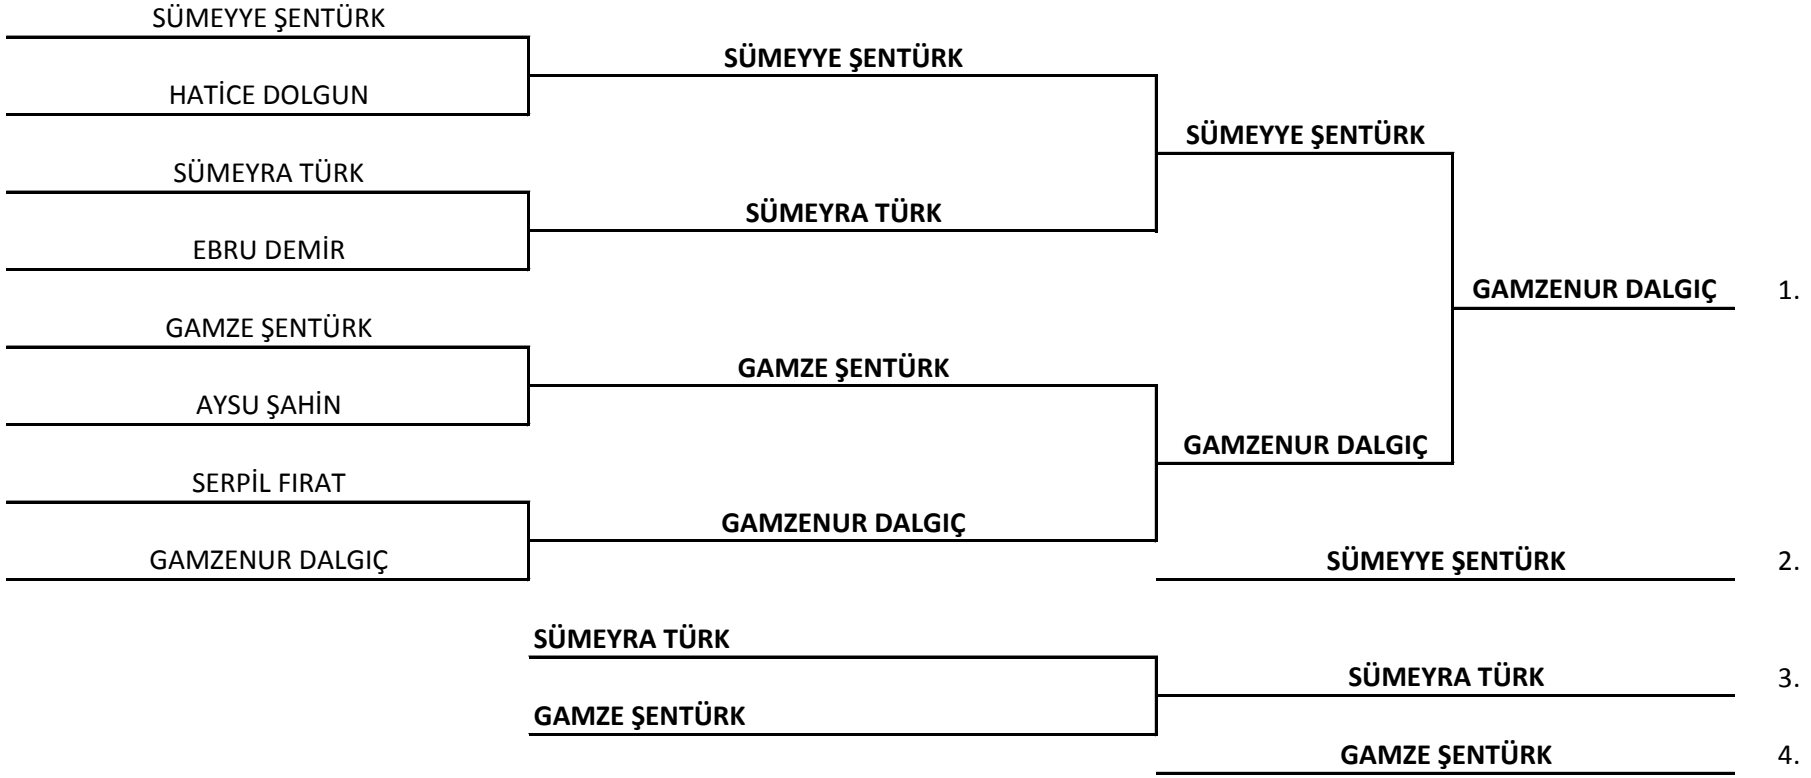 SÜMEYYE ŞENTÜRK
SÜMEYYE ŞENTÜRK
HATİCE DOLGUN
SÜMEYYE ŞENTÜRK
SÜMEYRA TÜRK
SÜMEYRA TÜRK
EBRU DEMİR
GAMZENUR DALGIÇ 1.
GAMZE ŞENTÜRK
GAMZE ŞENTÜRK
AYSU ŞAHİN
GAMZENUR DALGIÇ
SERPİL FIRAT
GAMZENUR DALGIÇ
GAMZENUR DALGIÇ
SÜMEYYE ŞENTÜRK 2.
SÜMEYRA TÜRK
SÜMEYRA TÜRK 3.
GAMZE ŞENTÜRK
GAMZE ŞENTÜRK 4.